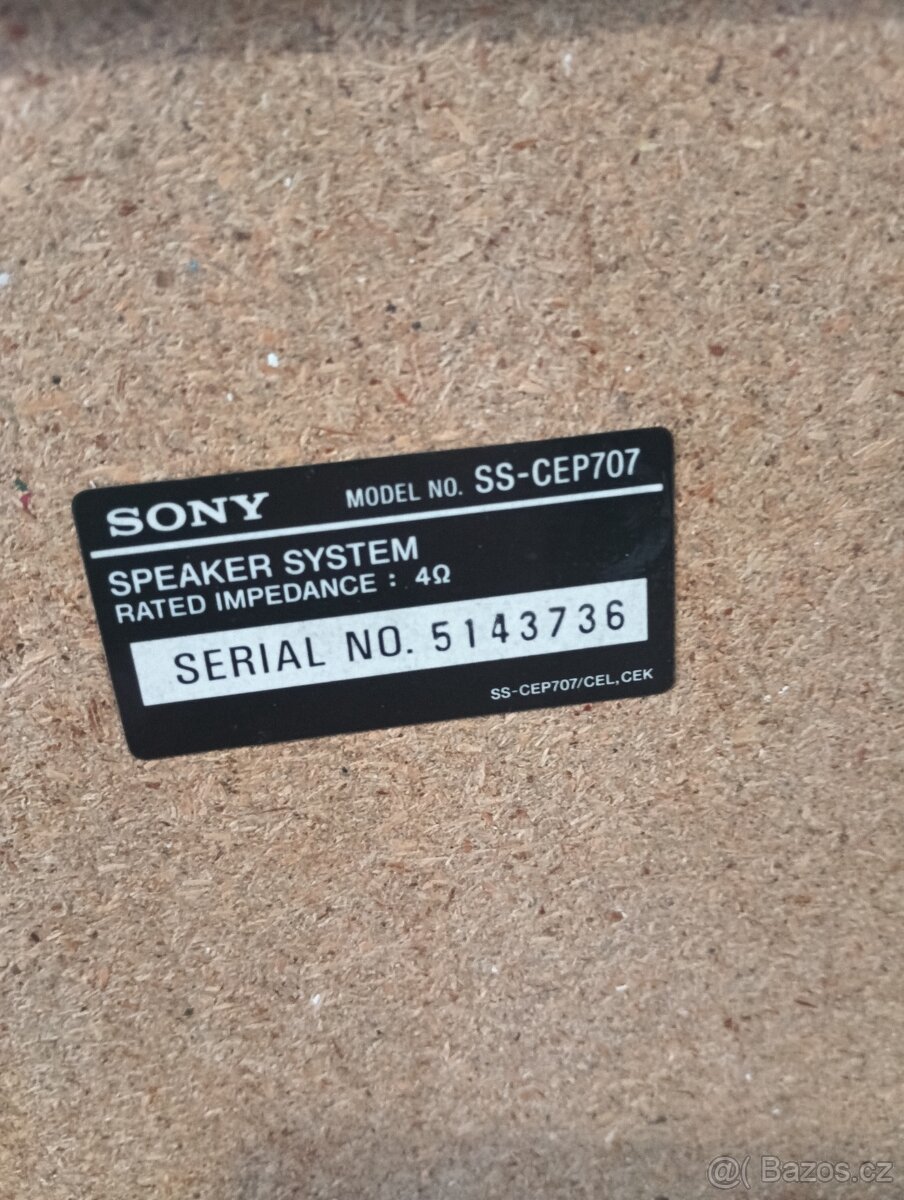 SONY MODEL NO. SS-CEP707
SPEAKER SYSTEM
RATED IMPEDANCE : 4Ω
SERIAL NO. 5143736
SS-CEP707/CEL, CEK
@( Bazos.cz